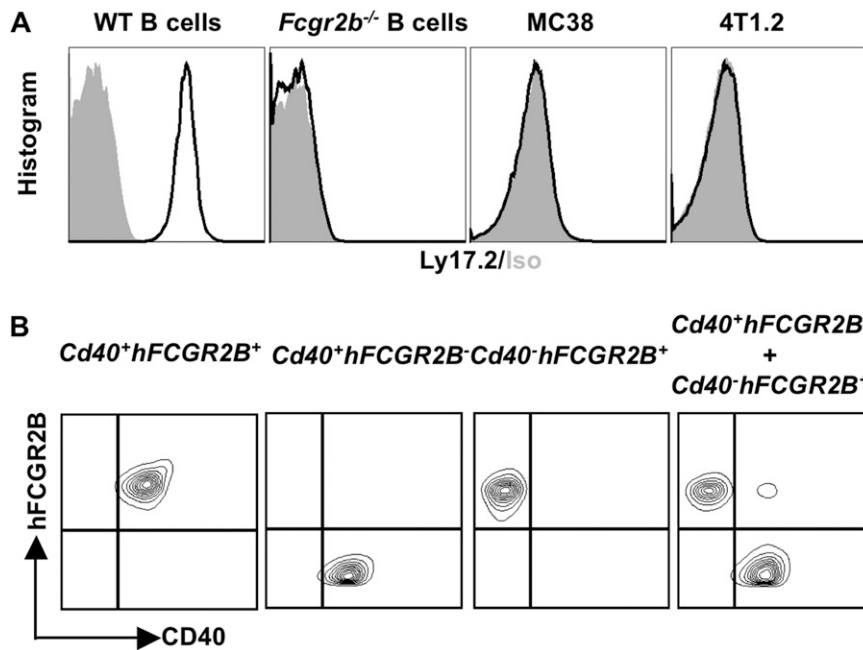 A
WT B cells Fcgr2b-/- B cells MC38 4T1.2
Histogram
Ly17.2/Iso
B
Cd40+hFCGR2B+ Cd40+hFCGR2B- Cd40-hFCGR2B+ Cd40+hFCGR2B
+
Cd40-hFCGR2B+
hFCGR2B
CD40